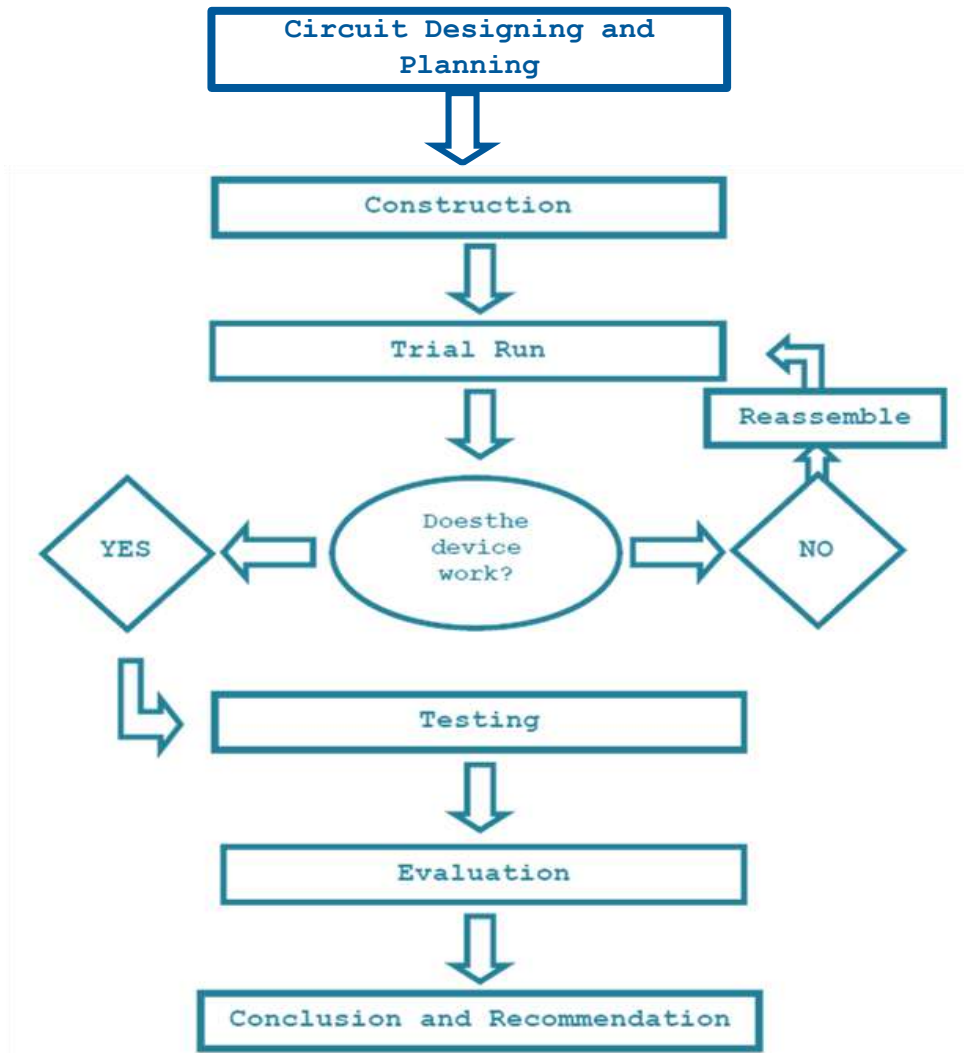 Circuit Designing and
Planning
Construction
Trial Run
Reassemble
YES
Doesthe
device
work?
NO
Testing
Evaluation
Conclusion and Recommendation